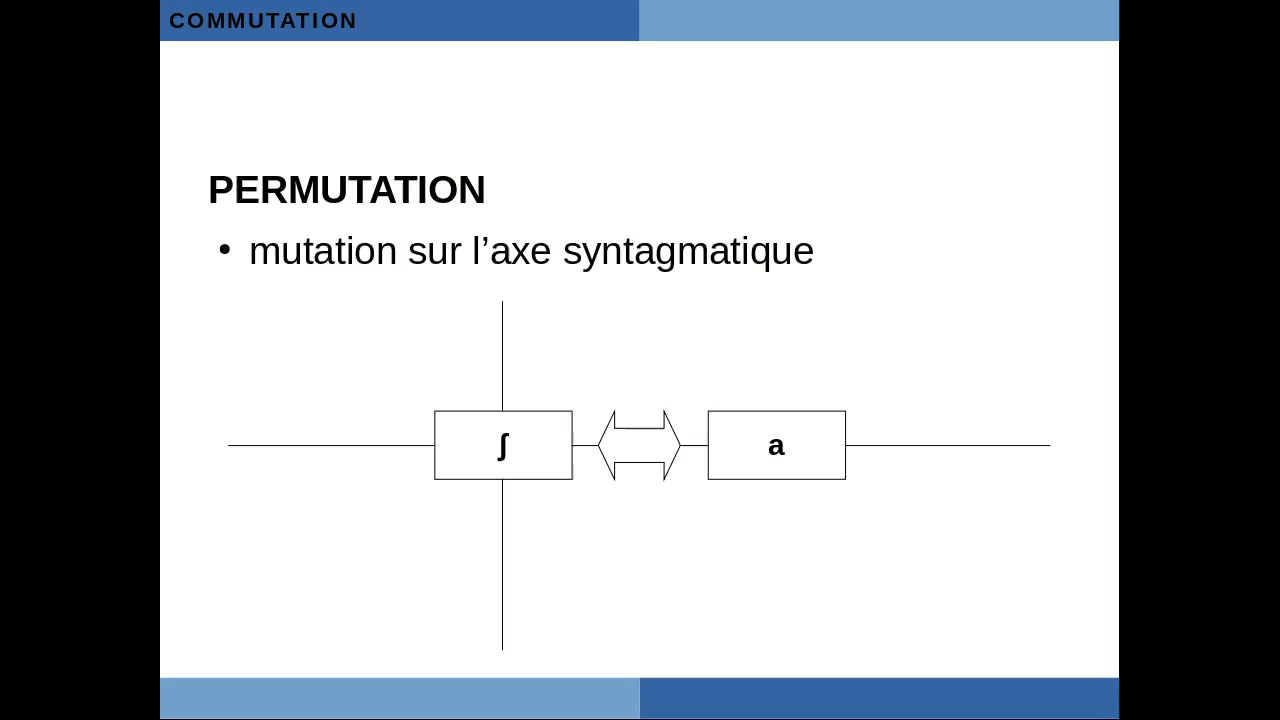 COMMUTATION
PERMUTATION
• mutation sur l’axe syntagmatique
ʃ a